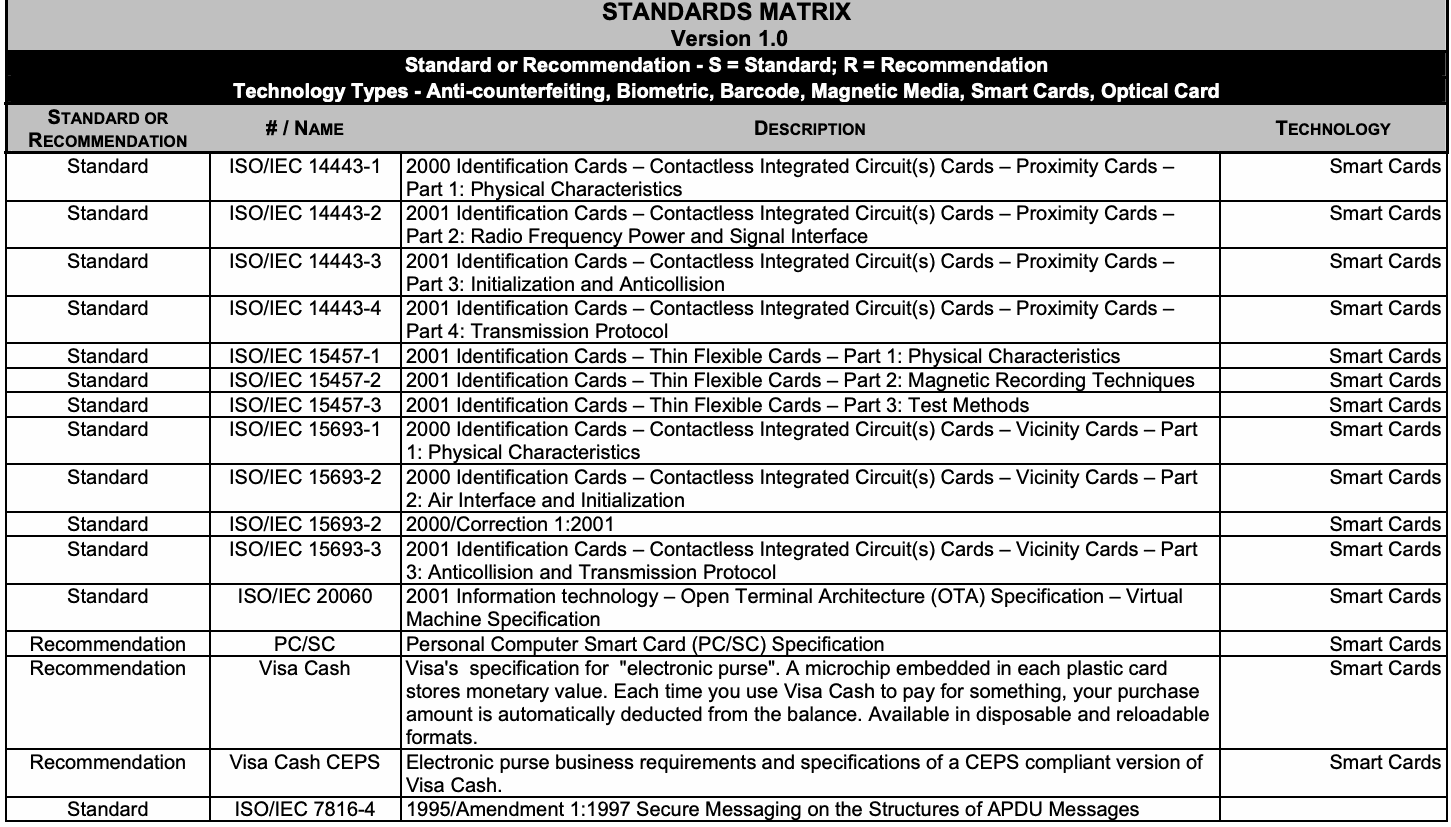 STANDARDS MATRIX
Version 1.0
Standard or Recommendation - S = Standard; R = Recommendation
Technology Types - Anti-counterfeiting, Biometric, Barcode, Magnetic Media, Smart Cards, Optical Card
STANDARD OR
RECOMMENDATION
# / NAME
DESCRIPTION
TECHNOLOGY
Standard ISO/IEC 14443-1 2000 Identification Cards – Contactless Integrated Circuit(s) Cards – Proximity Cards – Smart Cards
Part 1: Physical Characteristics
Standard ISO/IEC 14443-2 2001 Identification Cards – Contactless Integrated Circuit(s) Cards – Proximity Cards – Smart Cards
Part 2: Radio Frequency Power and Signal Interface
Standard ISO/IEC 14443-3 2001 Identification Cards – Contactless Integrated Circuit(s) Cards – Proximity Cards – Smart Cards
Part 3: Initialization and Anticollision
Standard ISO/IEC 14443-4 2001 Identification Cards – Contactless Integrated Circuit(s) Cards – Proximity Cards – Smart Cards
Part 4: Transmission Protocol
Standard ISO/IEC 15457-1 2001 Identification Cards – Thin Flexible Cards – Part 1: Physical Characteristics Smart Cards
Standard ISO/IEC 15457-2 2001 Identification Cards – Thin Flexible Cards – Part 2: Magnetic Recording Techniques Smart Cards
Standard ISO/IEC 15457-3 2001 Identification Cards – Thin Flexible Cards – Part 3: Test Methods Smart Cards
Standard ISO/IEC 15693-1 2000 Identification Cards – Contactless Integrated Circuit(s) Cards – Vicinity Cards – Part Smart Cards
1: Physical Characteristics
Standard ISO/IEC 15693-2 2000 Identification Cards – Contactless Integrated Circuit(s) Cards – Vicinity Cards – Part Smart Cards
2: Air Interface and Initialization
Standard ISO/IEC 15693-2 2000/Correction 1:2001 Smart Cards
Standard ISO/IEC 15693-3 2001 Identification Cards – Contactless Integrated Circuit(s) Cards – Vicinity Cards – Part Smart Cards
3: Anticollision and Transmission Protocol
Standard ISO/IEC 20060 2001 Information technology – Open Terminal Architecture (OTA) Specification – Virtual Smart Cards
Machine Specification
Recommendation PC/SC Personal Computer Smart Card (PC/SC) Specification Smart Cards
Recommendation Visa Cash Visa's specification for "electronic purse". A microchip embedded in each plastic card Smart Cards
stores monetary value. Each time you use Visa Cash to pay for something, your purchase
amount is automatically deducted from the balance. Available in disposable and reloadable
formats.
Recommendation Visa Cash CEPS Electronic purse business requirements and specifications of a CEPS compliant version of Smart Cards
Visa Cash.
Standard ISO/IEC 7816-4 1995/Amendment 1:1997 Secure Messaging on the Structures of APDU Messages